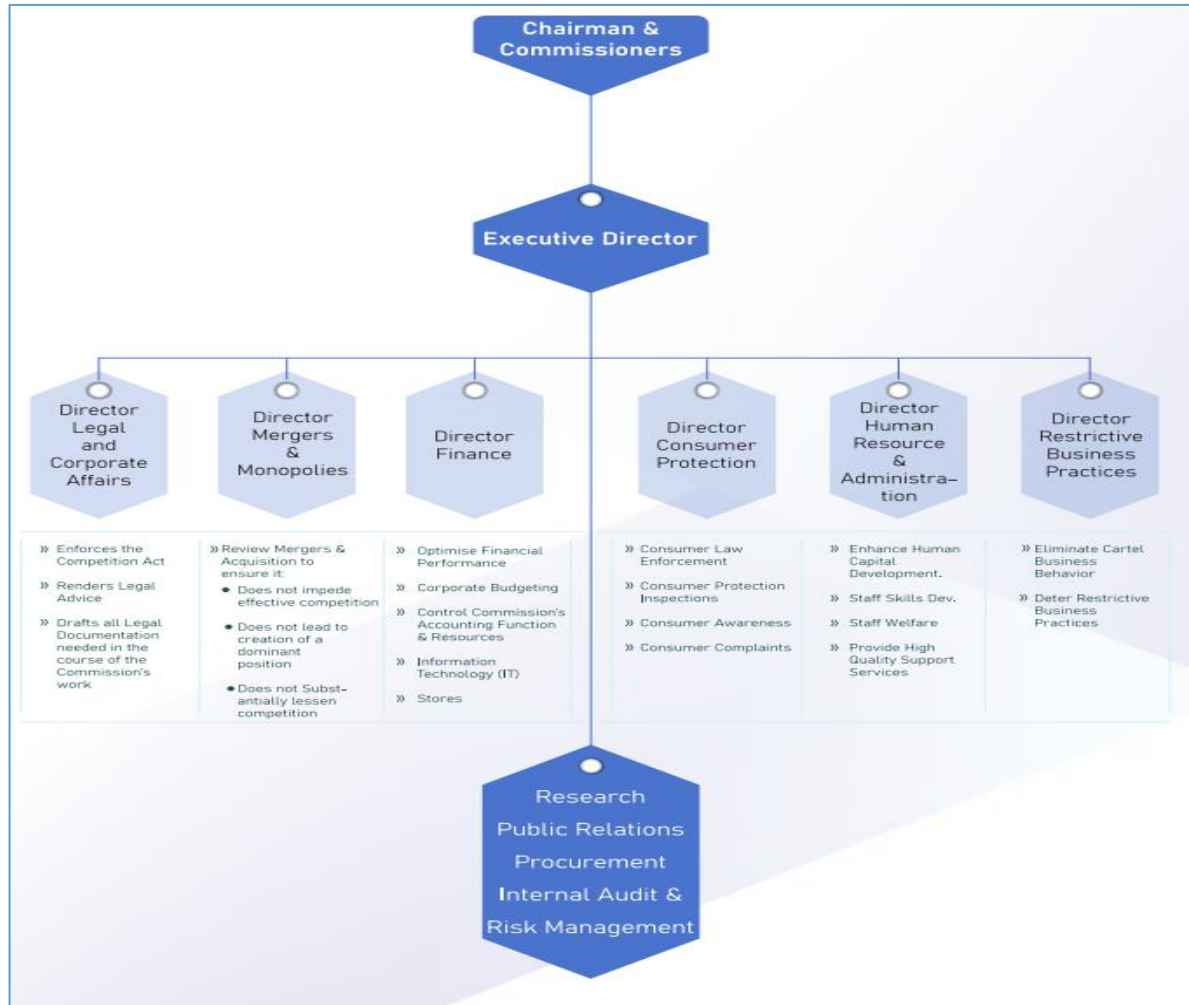 Chairman &
Commissioners
Executive Director
Director
Legal
and
Corporate
Affairs
Director
Mergers
&
Monopolies
Director
Finance
Director
Consumer
Protection
Director
Human
Resource
&
Administra-
tion
Director
Restrictive
Business
Practices
» Enforces the
Competition Act
» Renders Legal
Advice
» Drafts all Legal
Documentation
needed in the
course of the
Commission's
work
» Review Mergers &
Acquisition to
ensure it:
● Does not impede
effective competition
● Does not lead to
creation of a
dominant
position
● Does not Subst-
antially lessen
competition
» Optimise Financial
Performance
» Corporate Budgeting
» Control Commission's
Accounting Function
& Resources
» Information
Technology (IT)
» Stores
» Consumer Law
Enforcement
» Consumer Protection
Inspections
» Consumer Awareness
» Consumer Complaints
» Enhance Human
Capital
Development.
» Staff Skills Dev.
» Staff Welfare
» Provide High
Quality Support
Services
» Eliminate Cartel
Business
Behavior
» Deter Restrictive
Business
Practices
Research
Public Relations
Procurement
Internal Audit &
Risk Management